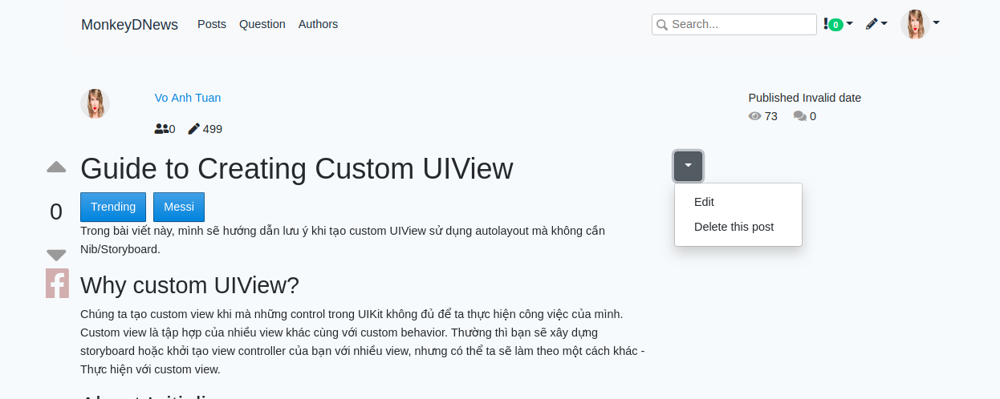 MonkeyDNews Posts Question Authors Search... 0
Vo Anh Tuan
Published Invalid date
0 499
73 0
Guide to Creating Custom UIView
Edit
Delete this post
0
Trending Messi
Trong bài viết này, mình sẽ hướng dẫn lưu ý khi tạo custom UIView sử dụng autolayout mà không cần
Nib/Storyboard.
Why custom UIView?
Chúng ta tạo custom view khi mà những control trong UIKit không đủ để ta thực hiện công việc của mình.
Custom view là tập hợp của nhiều view khác cùng với custom behavior. Thường thì bạn sẽ xây dựng
storyboard hoặc khởi tạo view controller của bạn với nhiều view, nhưng có thể ta sẽ làm theo một cách khác -
Thực hiện với custom view.